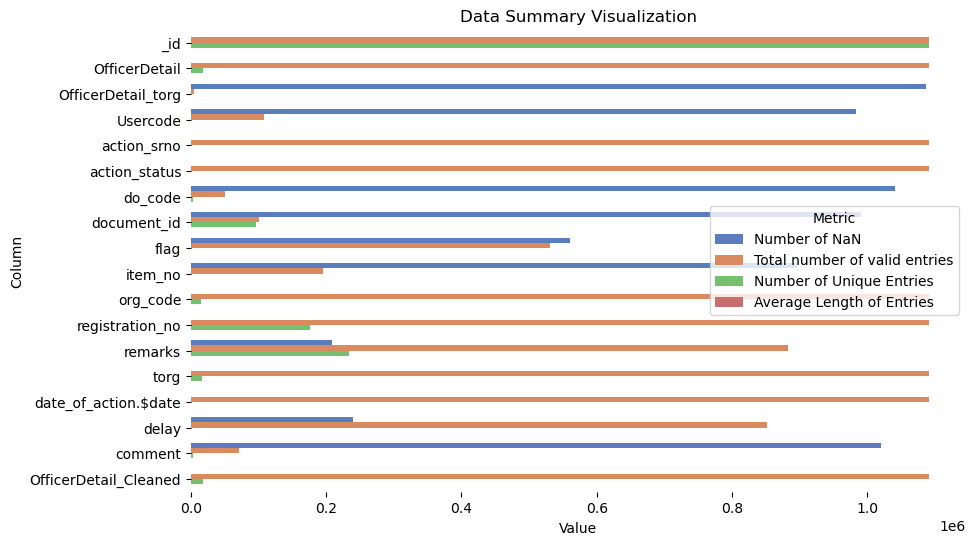 Data Summary Visualization
Column
_id
OfficerDetail
OfficerDetail_torg
Usercode
action_srno
action_status
do_code
document_id
flag
item_no
org_code
registration_no
remarks
torg
date_of_action.$date
delay
comment
OfficerDetail_Cleaned
Metric
Number of NaN
Total number of valid entries
Number of Unique Entries
Average Length of Entries
0.0 0.2 0.4 0.6 0.8 1.0
1e6
Value